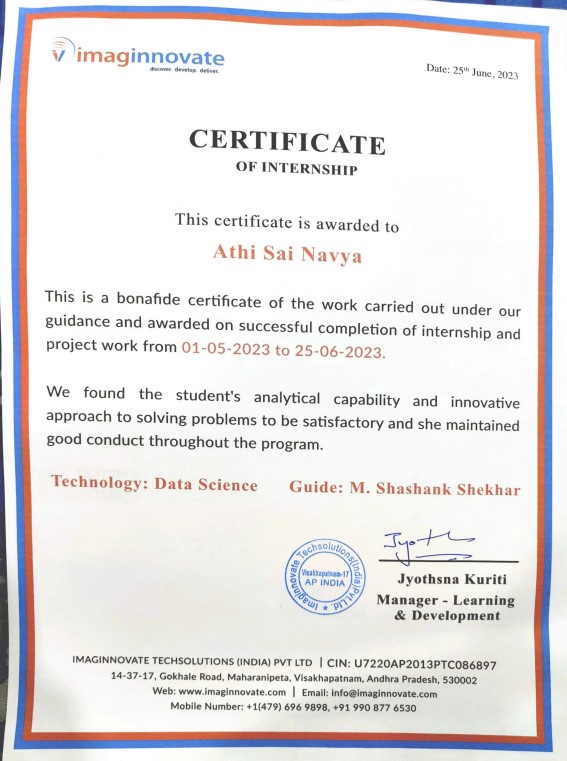 imaginnovate
discover. develop. deliver.
Date: 25th June, 2023
CERTIFICATE
OF INTERNSHIP
This certificate is awarded to
Athi Sai Navya
This is a bonafide certificate of the work carried out under our
guidance and awarded on successful completion of internship and
project work from 01-05-2023 to 25-06-2023.
We found the student's analytical capability and innovative
approach to solving problems to be satisfactory and she maintained
good conduct throughout the program.
Technology: Data Science Guide: M. Shashank Shekhar
Imaginnovate Techsolutions(India)Pvt.Ltd.
Visakhapatnam-17
AP INDIA
Jyoth
Jyothsna Kuriti
Manager - Learning
& Development
IMAGINNOVATE TECHSOLUTIONS (INDIA) PVT LTD | CIN: U7220AP2013PTC086897
14-37-17, Gokhale Road, Maharanipeta, Visakhapatnam, Andhra Pradesh, 530002
Web: www.imaginnovate.com | Email: info@imaginnovate.com
Mobile Number: +1(479) 696 9898, +91 990 877 6530